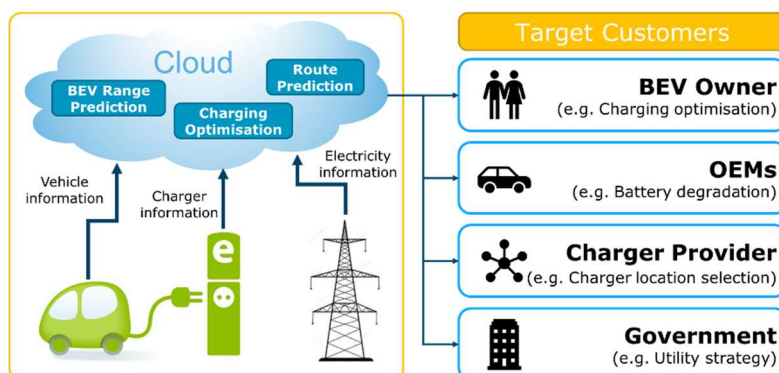 Cloud
BEV Range
Prediction
Route
Prediction
Charging
Optimisation
Vehicle
information
Charger
information
Electricity
information
e
Target Customers
BEV Owner
(e.g. Charging optimisation)
OEMs
(e.g. Battery degradation)
Charger Provider
(e.g. Charger location selection)
Government
(e.g. Utility strategy)